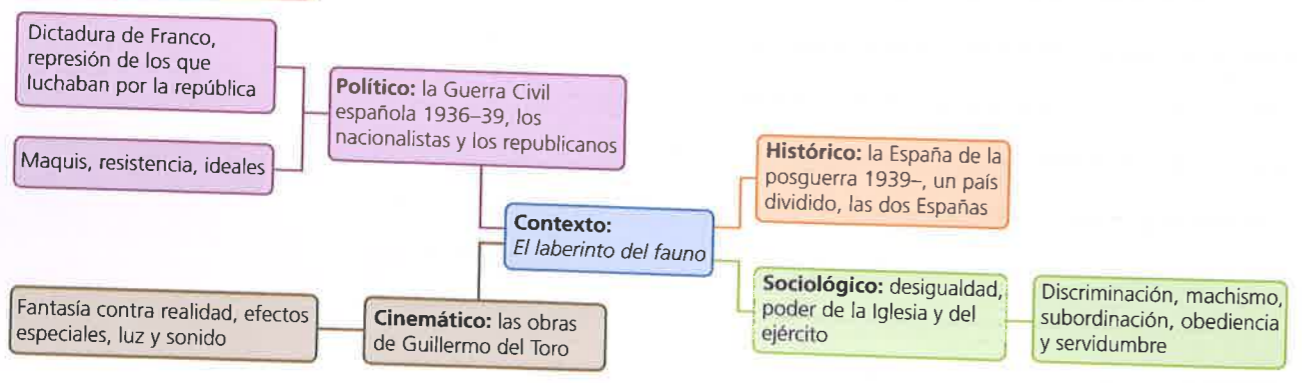 Dictadura de Franco,
represión de los que
luchaban por la república
Maquis, resistencia, ideales
Político: la Guerra Civil
española 1936–39, los
nacionalistas y los republicanos
Contexto:
El laberinto del fauno
Histórico: la España de la
posguerra 1939–, un país
dividido, las dos Españas
Sociológico: desigualdad,
poder de la Iglesia y del
ejército
Discriminación, machismo,
subordinación, obediencia
y servidumbre
Cinemático: las obras
de Guillermo del Toro
Fantasía contra realidad, efectos
especiales, luz y sonido